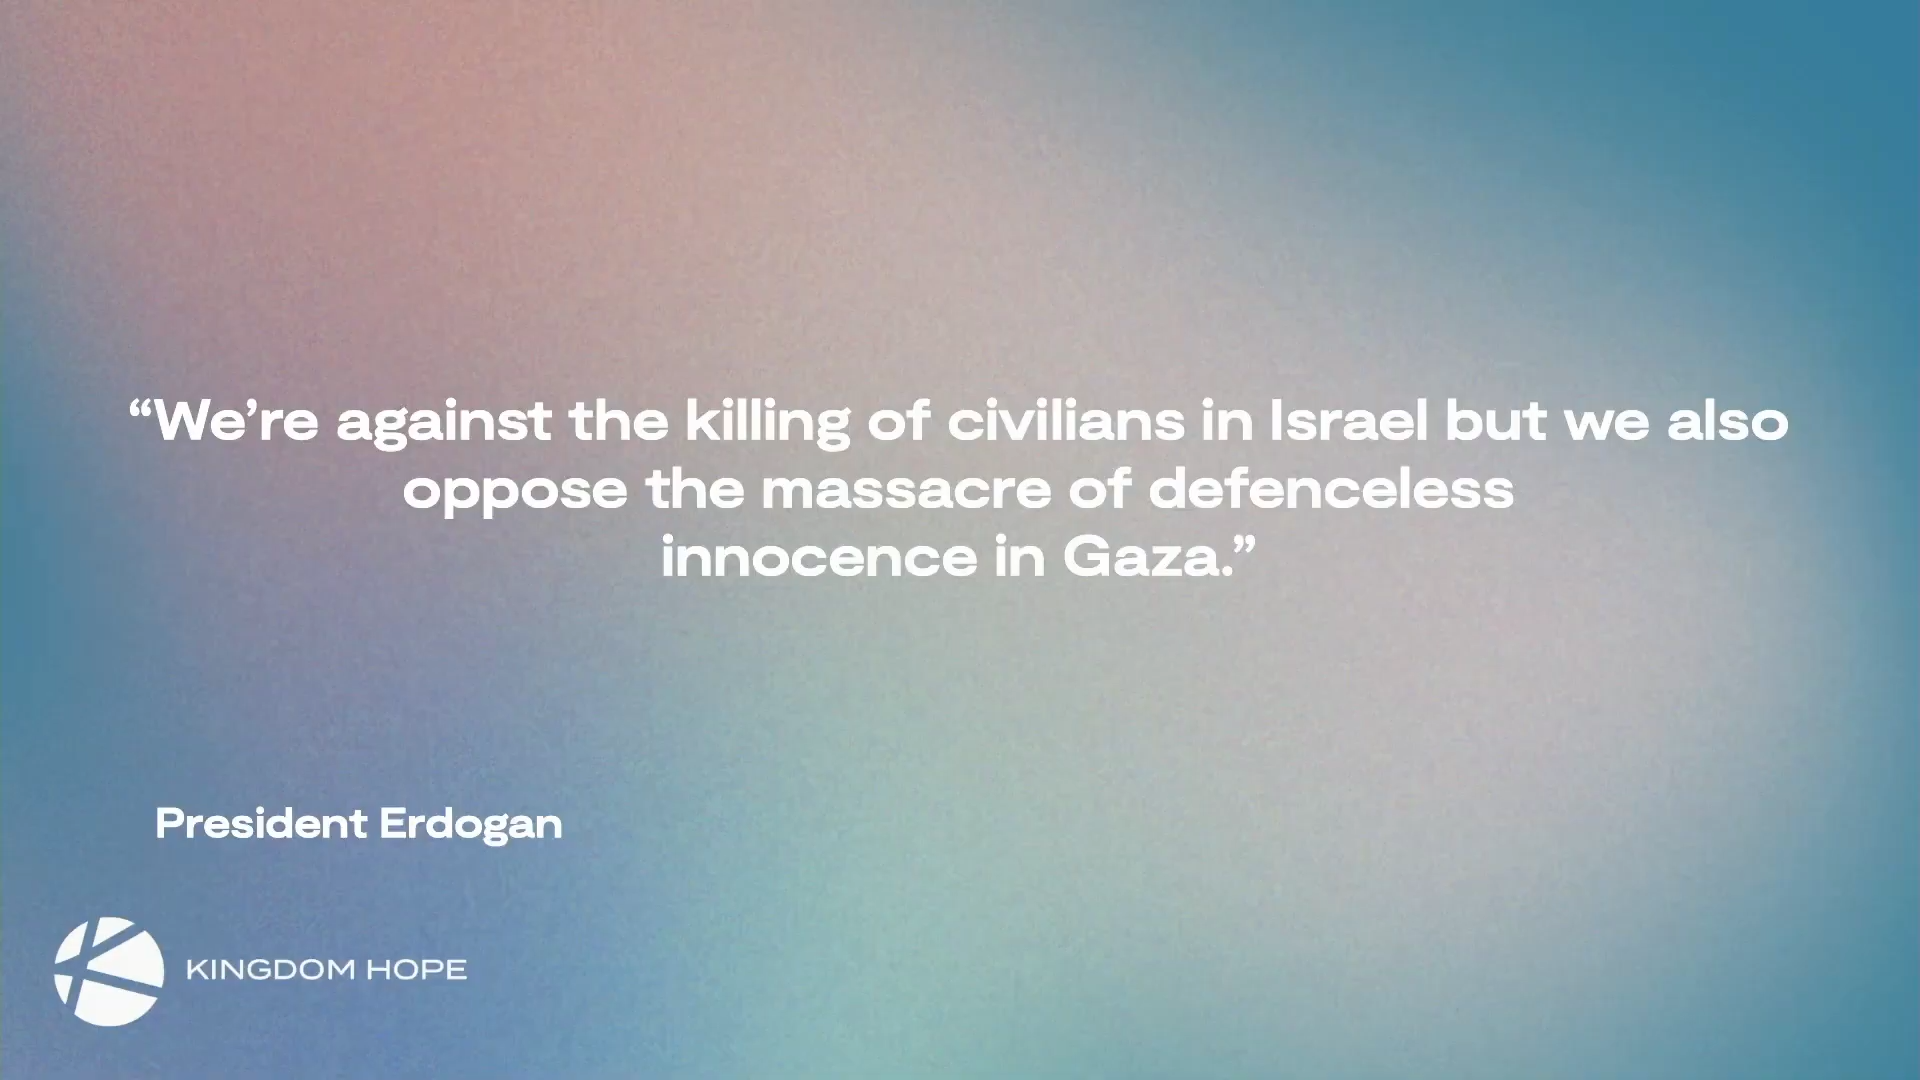 “We’re against the killing of civilians in Israel but we also
oppose the massacre of defenceless
innocence in Gaza.”
President Erdogan
KINGDOM HOPE